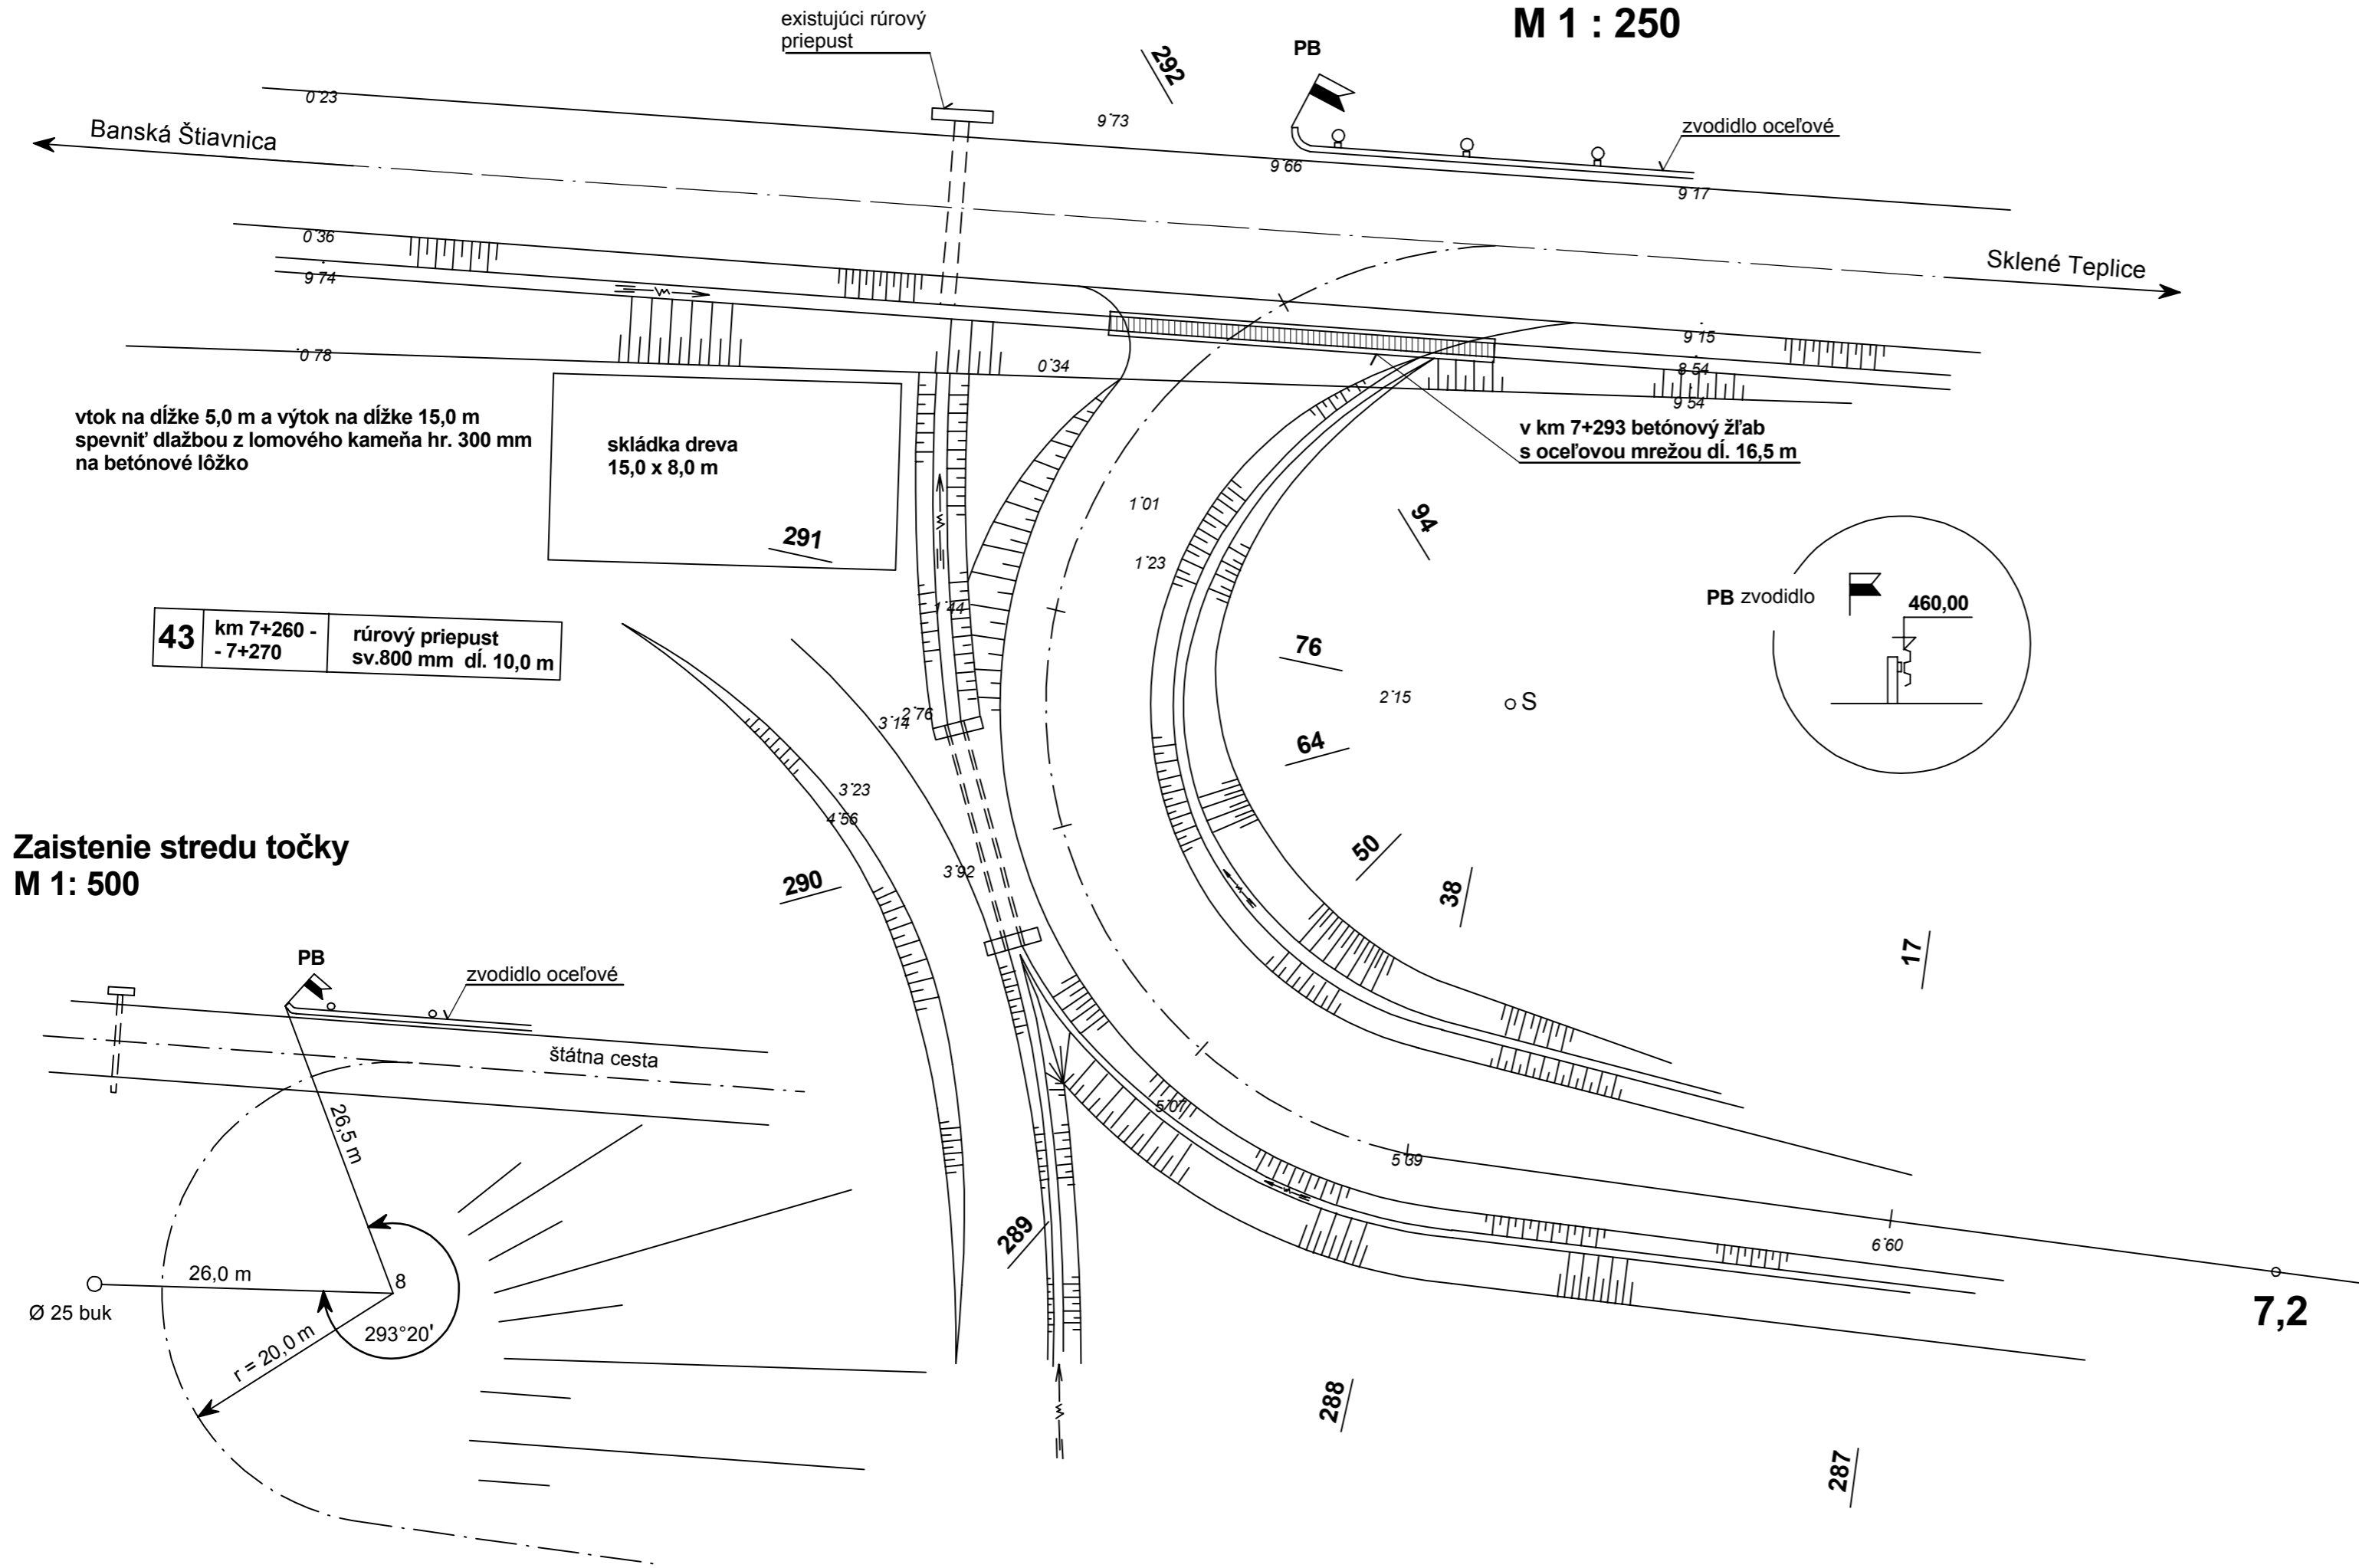 existujúci rúrový
priepust
M 1 : 250
292
PB
0˙23
9˙73
Banská Štiavnica
zvodidlo oceľové
9˙66
9˙17
0˙36
9˙74
Sklené Teplice
9˙15
0˙78
0˙34
8˙54
9˙54
vtok na dĺžke 5,0 m a výtok na dĺžke 15,0 m
spevniť dlažbou z lomového kameňa hr. 300 mm
na betónové lôžko
skládka dreva
15,0 x 8,0 m
v km 7+293 betónový žľab
s oceľovou mrežou dĺ. 16,5 m
291
1˙01
94
1˙23
PB zvodidlo
460,00
1˙44
43
km 7+260 -
- 7+270
rúrový priepust
sv.800 mm dĺ. 10,0 m
76
2˙15
S
2˙76
3˙14
64
3˙23
4˙56
Zaistenie stredu točky
M 1: 500
50
3˙92
290
38
17
PB
zvodidlo oceľové
štátna cesta
26,5 m
5˙07
5˙39
289
6˙60
26,0 m
8
Ø 25 buk
293°20'
r = 20,0 m
7,2
288
287